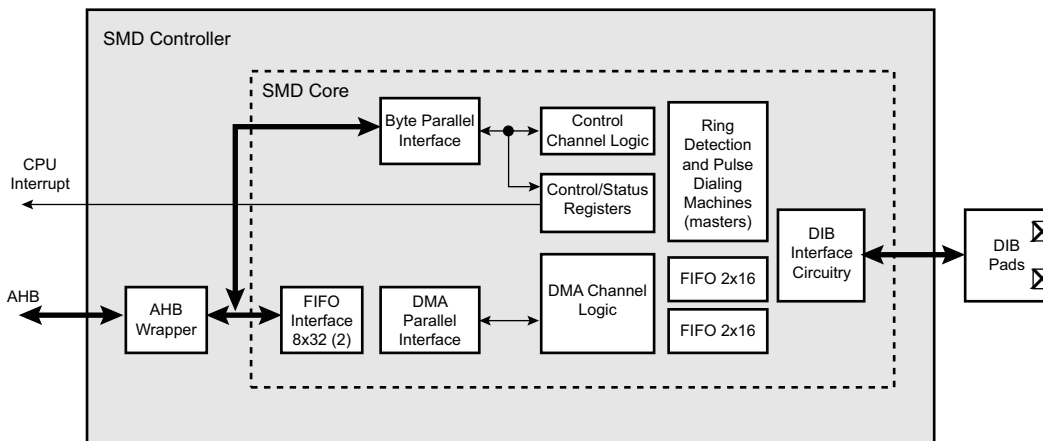 SMD Controller
SMD Core
Byte Parallel
Interface
Control
Channel Logic
Ring
Detection
and Pulse
Dialing
Machines
(masters)
CPU
Interrupt
Control/Status
Registers
DIB
Interface
Circuitry
DIB
Pads
AHB
AHB
Wrapper
FIFO
Interface
8x32 (2)
DMA
Parallel
Interface
DMA Channel
Logic
FIFO 2x16
FIFO 2x16